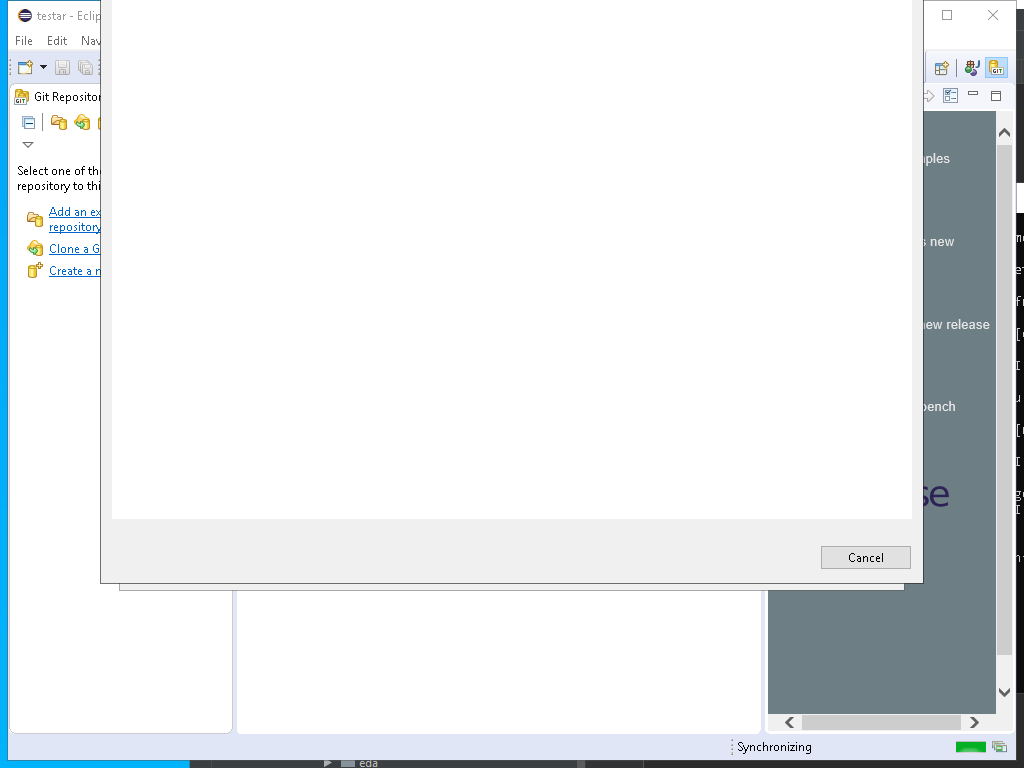 testar - Eclip
File Edit Nav
Git Repositor
Select one of th
repository to thi
Add an ex
repository
Clone a G
Create a n
nples
s new
new release
bench
se
Cancel
Synchronizing
eda